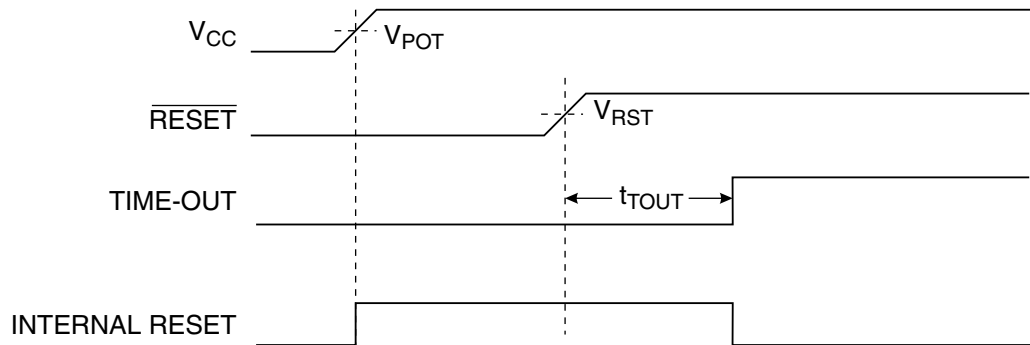 VCC
VPOT
RESET
VRST
TIME-OUT
tTOUT
INTERNAL RESET